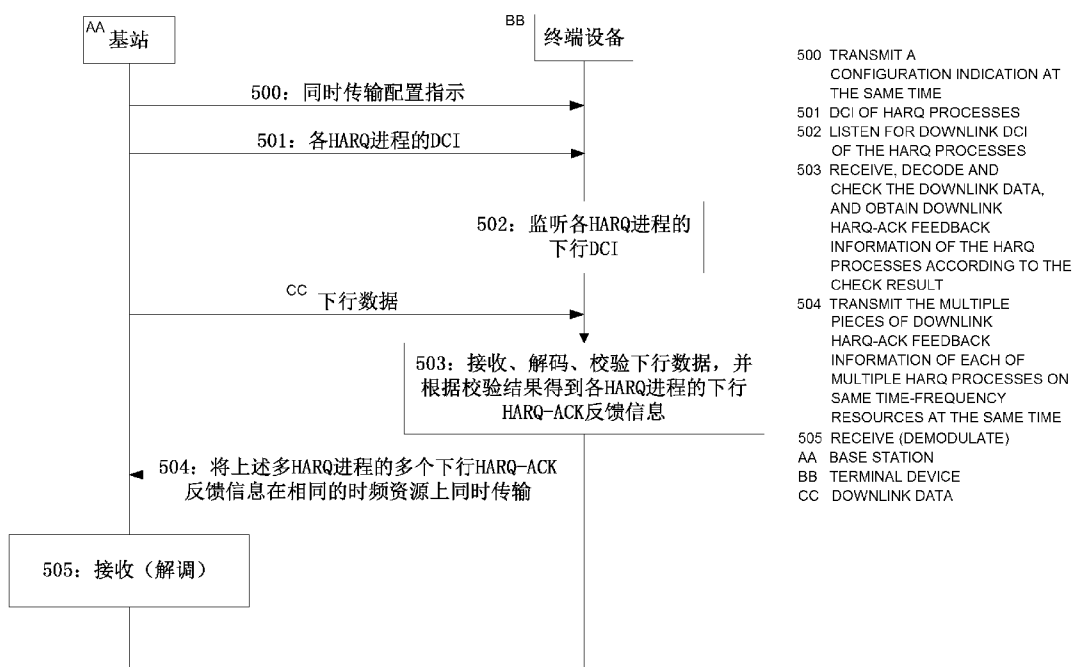 AA 基站
BB 终端设备
500：同时传输配置指示
501：各HARQ进程的DCI
502：监听各HARQ进程的
下行DCI
CC 下行数据
503：接收、解码、校验下行数据，并
根据校验结果得到各HARQ进程的下行
HARQ-ACK反馈信息
504：将上述多HARQ进程的多个下行HARQ-ACK
反馈信息在相同的时频资源上同时传输
505：接收（解调）
500 TRANSMIT A
CONFIGURATION INDICATION AT
THE SAME TIME
501 DCI OF HARQ PROCESSES
502 LISTEN FOR DOWNLINK DCI
OF THE HARQ PROCESSES
503 RECEIVE, DECODE AND
CHECK THE DOWNLINK DATA,
AND OBTAIN DOWNLINK
HARQ-ACK FEEDBACK
INFORMATION OF THE HARQ
PROCESSES ACCORDING TO THE
CHECK RESULT
504 TRANSMIT THE MULTIPLE
PIECES OF DOWNLINK
HARQ-ACK FEEDBACK
INFORMATION OF EACH OF
MULTIPLE HARQ PROCESSES ON
SAME TIME-FREQUENCY
RESOURCES AT THE SAME TIME
505 RECEIVE (DEMODULATE)
AA BASE STATION
BB TERMINAL DEVICE
CC DOWNLINK DATA